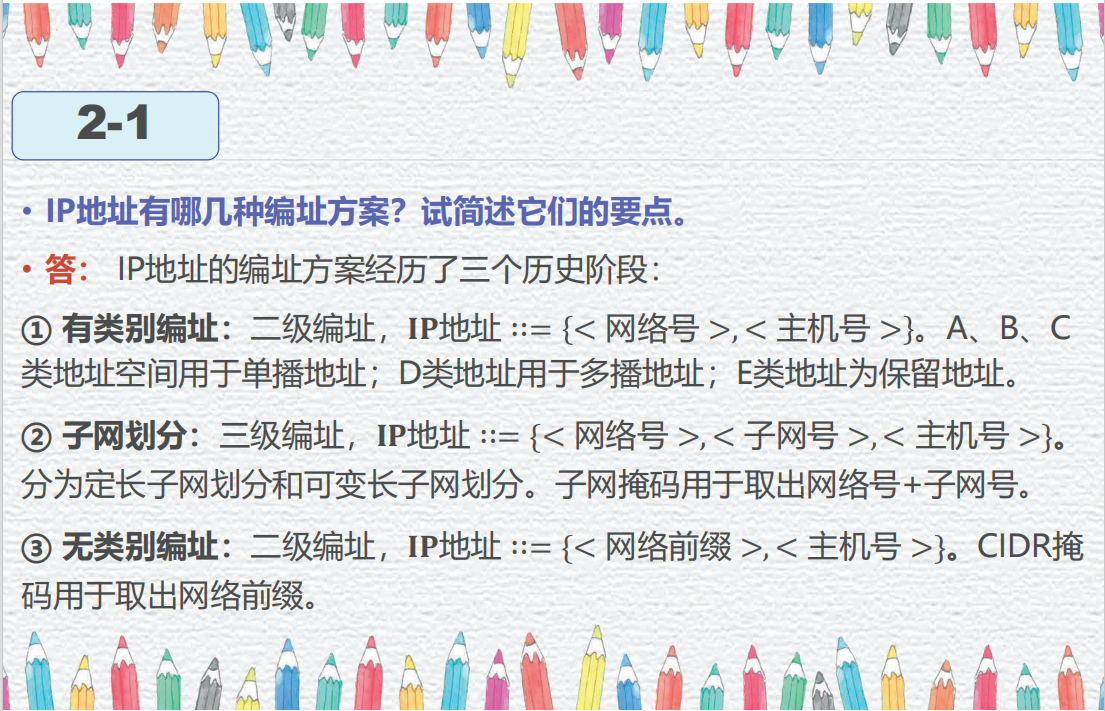 2-1
• IP地址有哪几种编址方案？试简述它们的要点。
• 答： IP地址的编址方案经历了三个历史阶段：
① 有类别编址：二级编址，IP地址 ::= {< 网络号 >, < 主机号 >}。A、B、C
类地址空间用于单播地址；D类地址用于多播地址；E类地址为保留地址。
② 子网划分：三级编址，IP地址 ::= {< 网络号 >, < 子网号 >, < 主机号 >}。
分为定长子网划分和可变长子网划分。子网掩码用于取出网络号+子网号。
③ 无类别编址：二级编址，IP地址 ::= {< 网络前缀 >, < 主机号 >}。CIDR掩
码用于取出网络前缀。